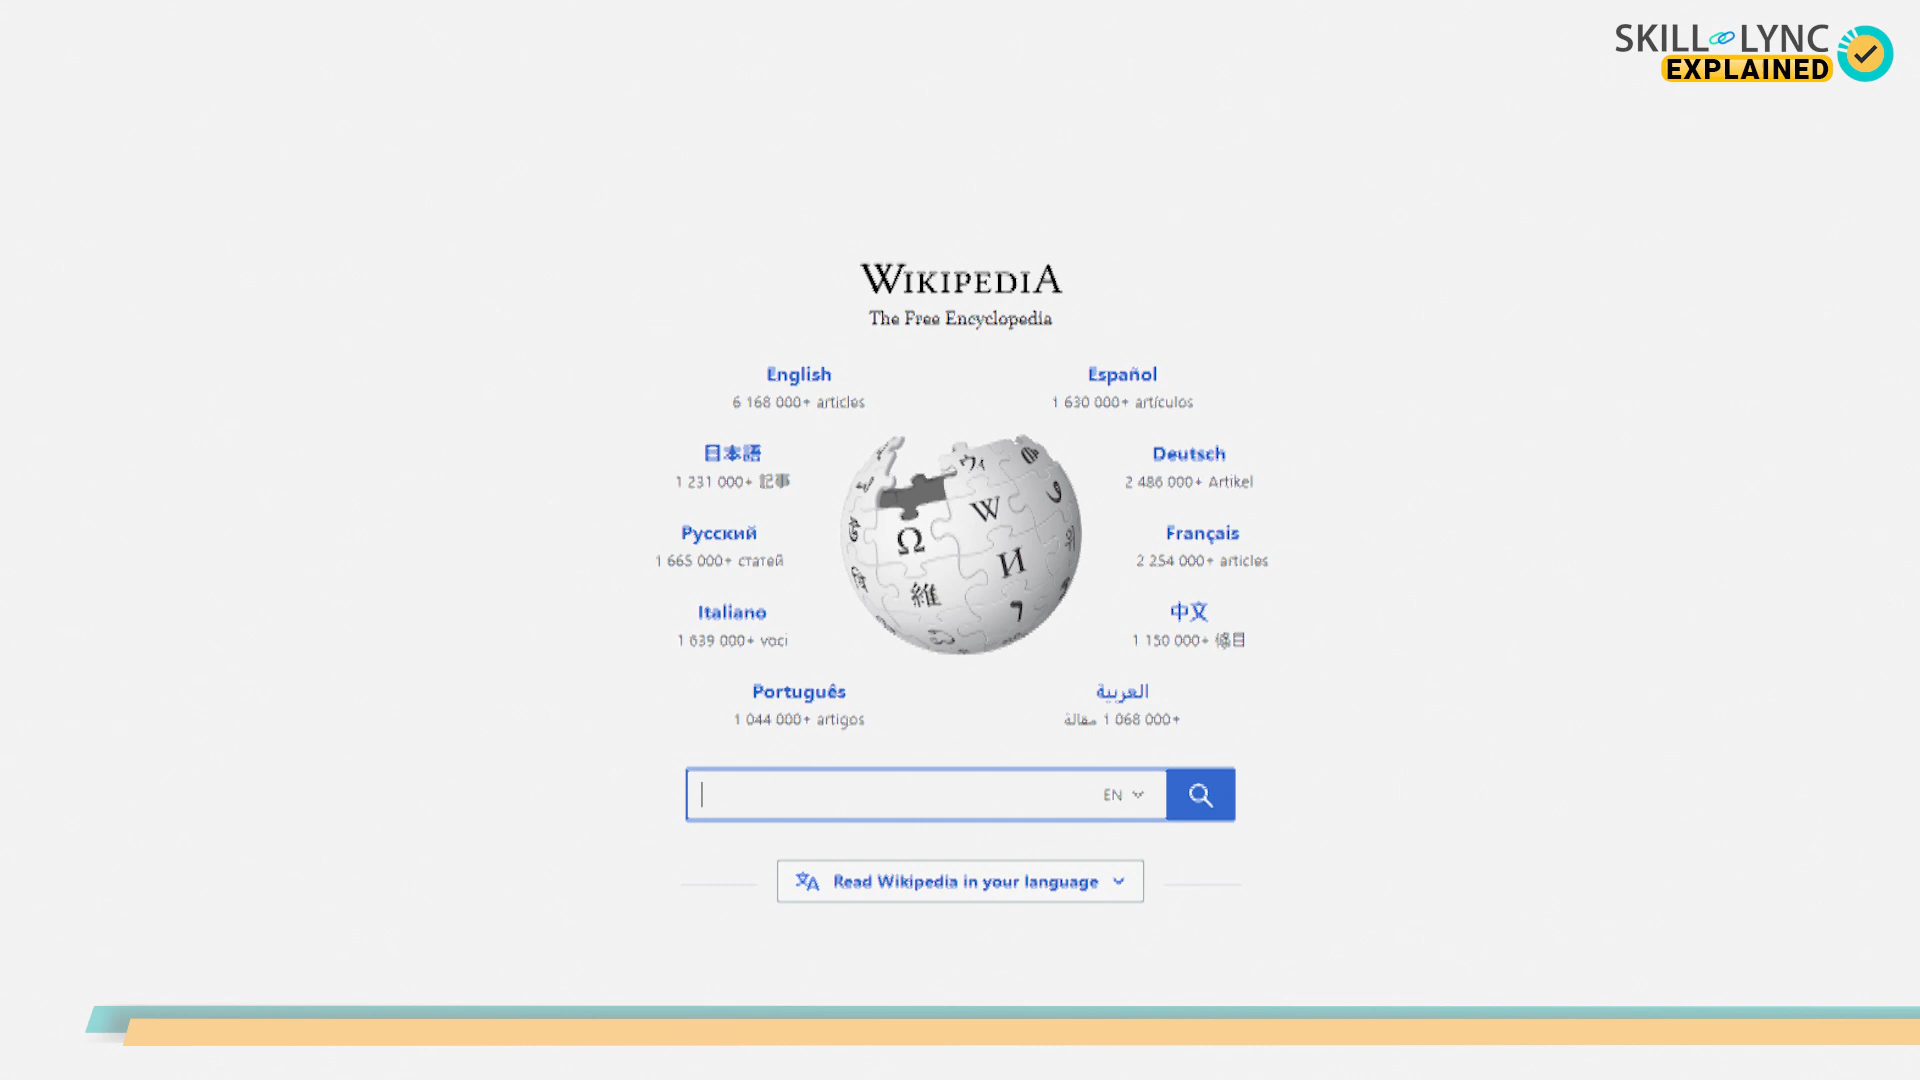 SKILL LYNC
EXPLAINED
WIKIPEDIA
The Free Encyclopedia
English
6 168 000+ articles
Español
1 630 000+ artículos
日本語
1 231 000+ 記事
Deutsch
2 486 000+ Artikel
Русский
1 665 000+ статей
Français
2 254 000+ articles
Italiano
1 639 000+ voci
中文
1 150 000+ 條目
Português
1 044 000+ artigos
العربية
1 068 000+ مقالة
Ω
W
И
維
ウィ
EN
Read Wikipedia in your language